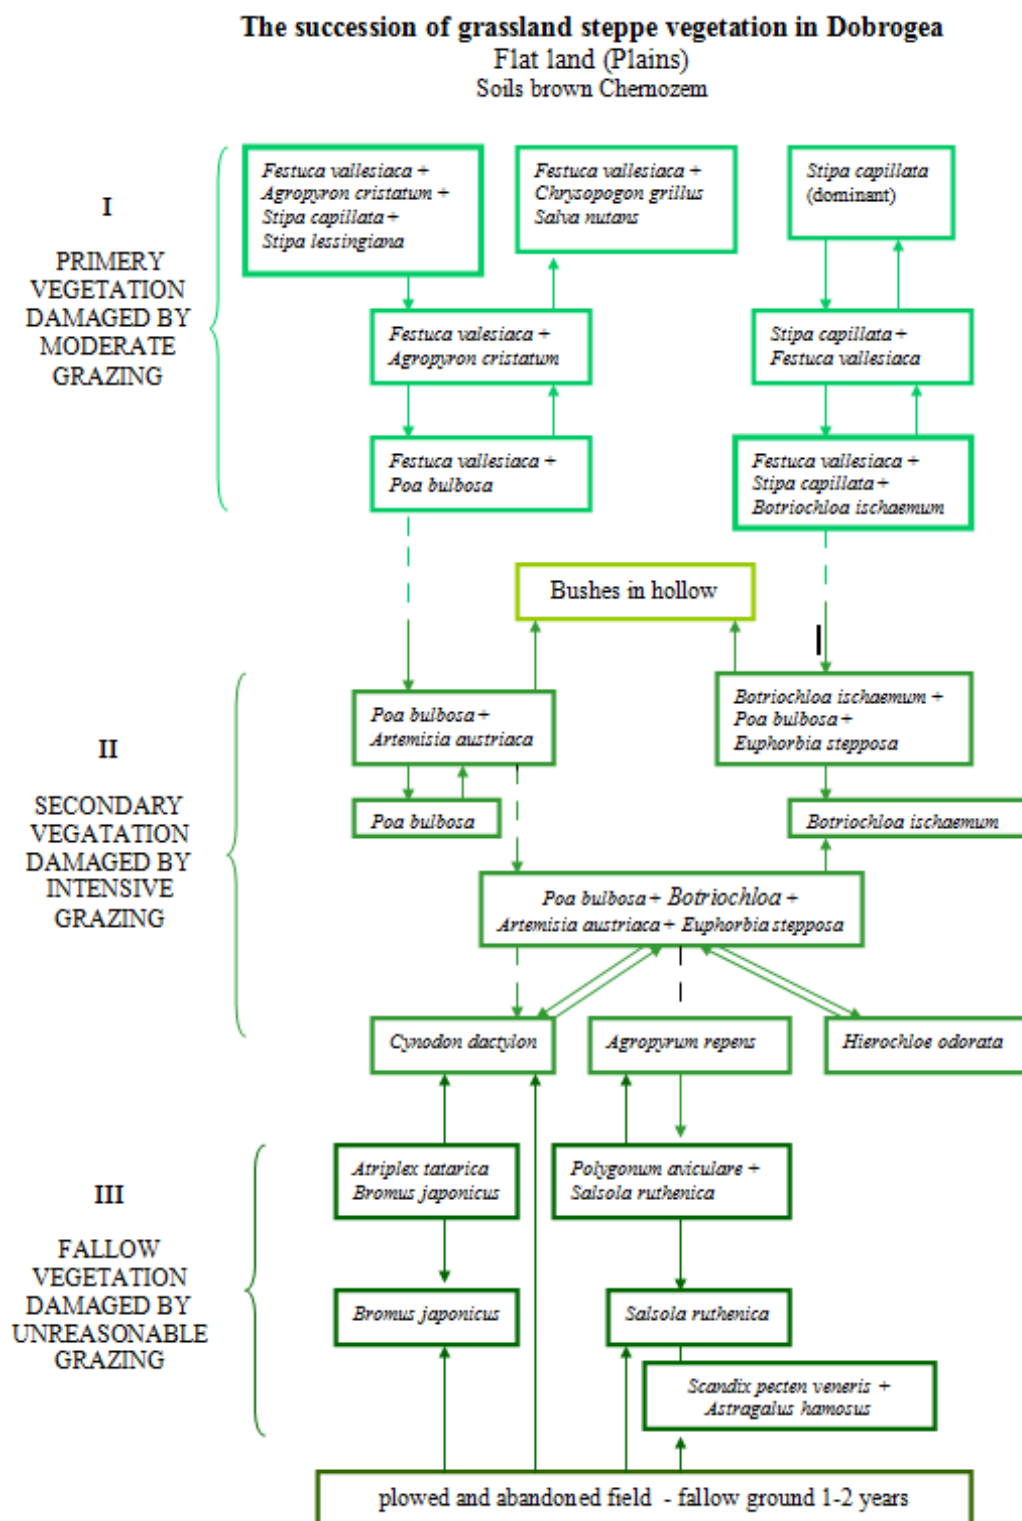 The succession of grassland steppe vegetation in Dobrogea
Flat land (Plains)
Soils brown Chernozem
I
PRIMERY
VEGETATION
DAMAGED BY
MODERATE
GRAZING
Festuca vallesiaca +
Agropyron cristatum +
Stipa capillata +
Stipa lessingiana
Festuca vallesiaca +
Chrysopogon grillus
Salva nutans
Stipa capillata
(dominant)
Festuca valesiaca +
Agropyron cristatum
Stipa capillata +
Festuca vallesiaca
Festuca vallesiaca +
Poa bulbosa
Festuca vallesiaca +
Stipa capillata +
Botriochloa ischaemum
Bushes in hollow
II
SECONDARY
VEGATATION
DAMAGED BY
INTENSIVE
GRAZING
Poa bulbosa +
Artemisia austriaca
Botriochloa ischaemum +
Poa bulbosa +
Euphorbia stepposa
Poa bulbosa
Botriochloa ischaemum
Poa bulbosa + Botriochloa +
Artemisia austriaca + Euphorbia stepposa
Cynodon dactylon
Agropyrum repens
Hierochloe odorata
III
FALLOW
VEGETATION
DAMAGED BY
UNREASONABLE
GRAZING
Atriplex tatarica
Bromus japonicus
Polygonum aviculare +
Salsola ruthenica
Bromus japonicus
Salsola ruthenica
Scandix pecten veneris +
Astragalus hamosus
plowed and abandoned field - fallow ground 1-2 years